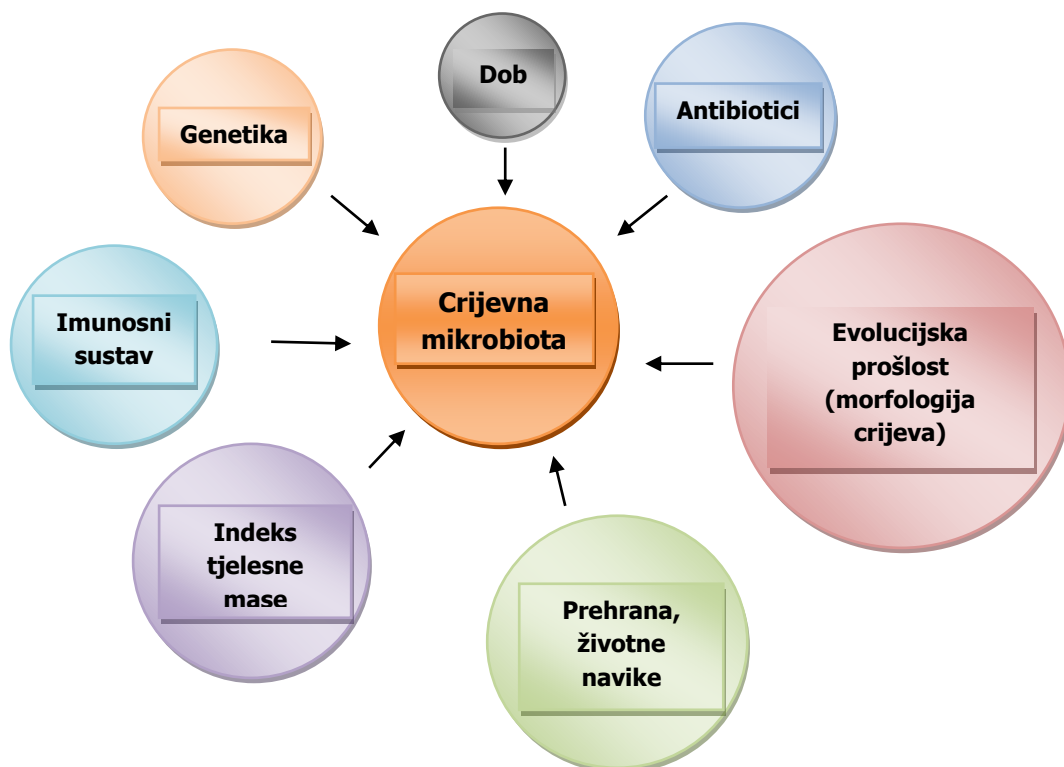 Dob
Antibiotici
Genetika
Crijevna
mikrobiota
Imunosni
sustav
Evolucijska
prošlost
(morfologija
crijeva)
Indeks
tjelesne
mase
Prehrana,
životne
navike